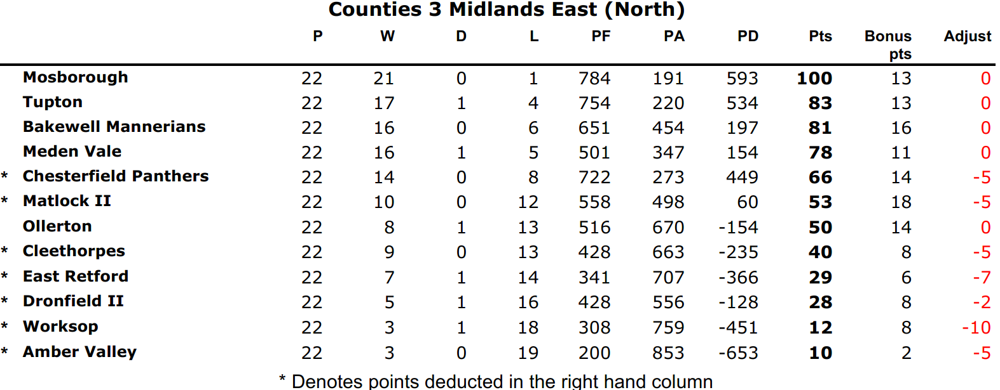 Counties 3 Midlands East (North)
P W D L PF PA PD Pts Bonus pts Adjust
Mosborough 22 21 0 1 784 191 593 100 13 0
Tupton 22 17 1 4 754 220 534 83 13 0
Bakewell Mannerians 22 16 0 6 651 454 197 81 16 0
Meden Vale 22 16 1 5 501 347 154 78 11 0
* Chesterfield Panthers 22 14 0 8 722 273 449 66 14 -5
* Matlock II 22 10 0 12 558 498 60 53 18 -5
Ollerton 22 8 1 13 516 670 -154 50 14 0
* Cleethorpes 22 9 0 13 428 663 -235 40 8 -5
* East Retford 22 7 1 14 341 707 -366 29 6 -7
* Dronfield II 22 5 1 16 428 556 -128 28 8 -2
* Worksop 22 3 1 18 308 759 -451 12 8 -10
* Amber Valley 22 3 0 19 200 853 -653 10 2 -5
* Denotes points deducted in the right hand column